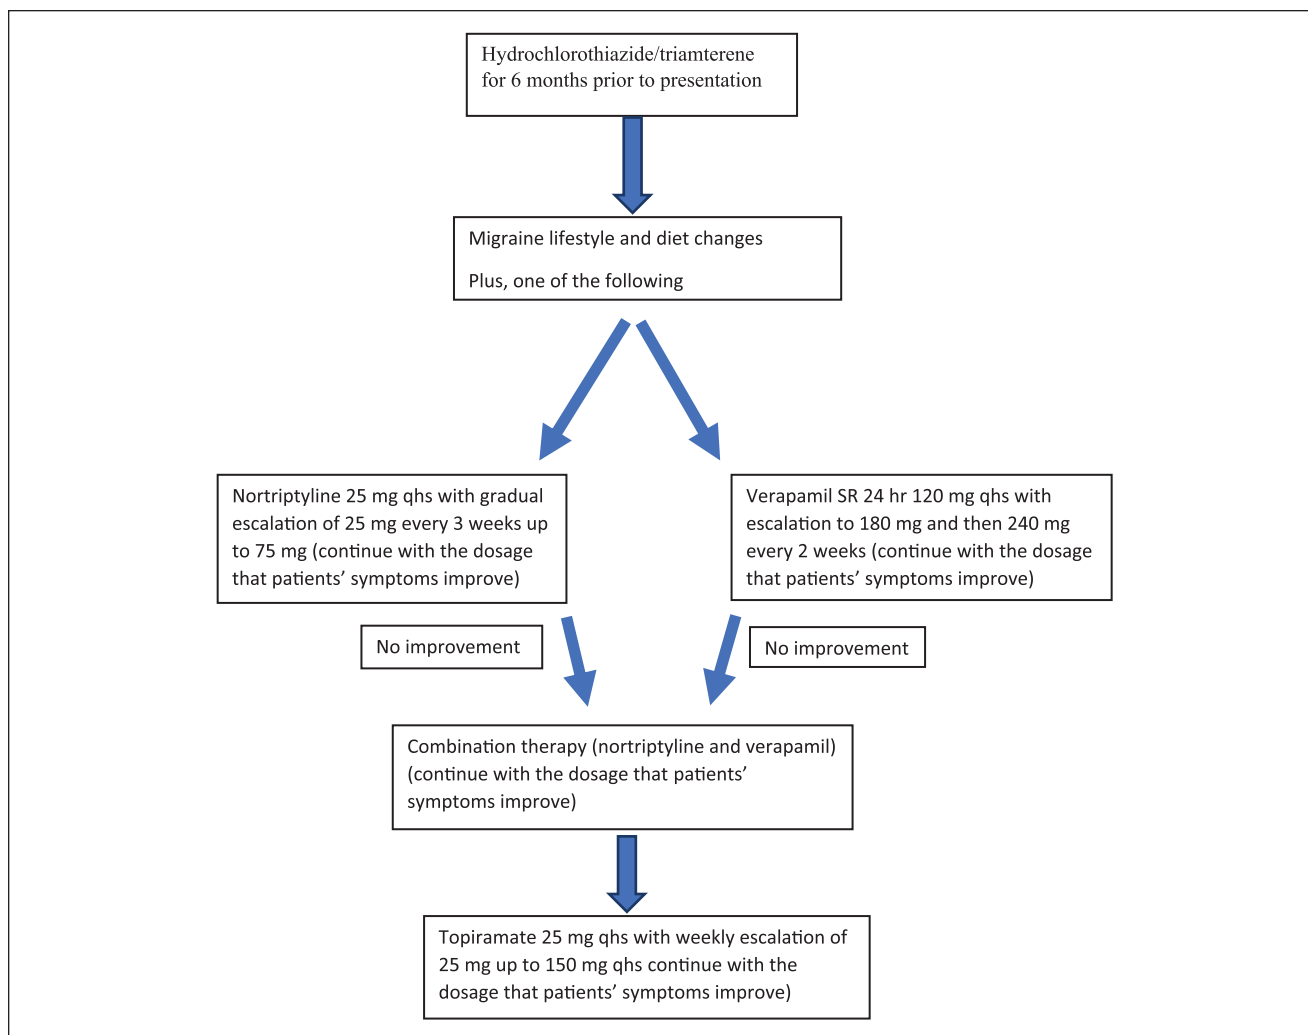 Hydrochlorothiazide/triamterene
for 6 months prior to presentation
Migraine lifestyle and diet changes
Plus, one of the following
Nortriptyline 25 mg qhs with gradual
escalation of 25 mg every 3 weeks up
to 75 mg (continue with the dosage
that patients’ symptoms improve)
Verapamil SR 24 hr 120 mg qhs with
escalation to 180 mg and then 240 mg
every 2 weeks (continue with the dosage
that patients’ symptoms improve)
No improvement
No improvement
Combination therapy (nortriptyline and verapamil)
(continue with the dosage that patients’
symptoms improve)
Topiramate 25 mg qhs with weekly escalation of
25 mg up to 150 mg qhs continue with the
dosage that patients’ symptoms improve)